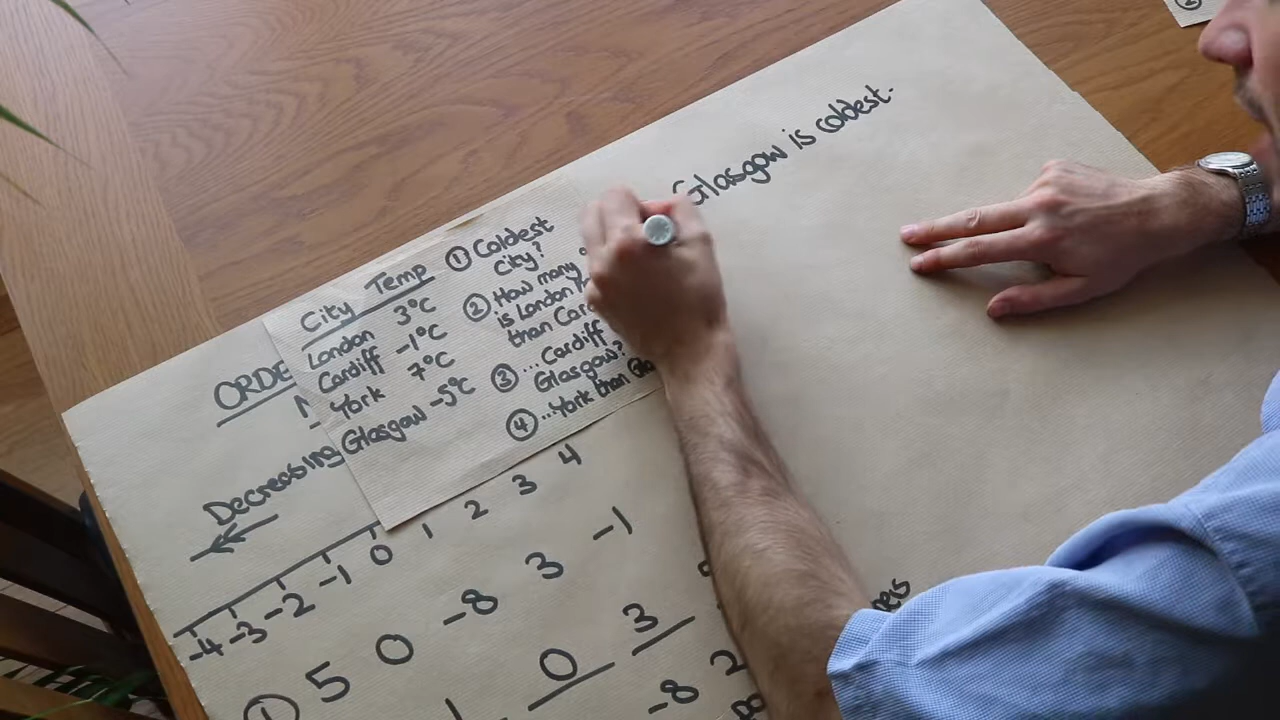 Glasgow is coldest.
City Temp
London 3°C
Cardiff -1°C
York 7°C
Glasgow -5°C
① Coldest
city?
② How many
is London
than
③ ...Cardiff
Glasgow?
④ ...York than
Decreasing
-4 -3 -2 -1 0 1 2 3 4
5 0 -8 3 -1
0 3
-8 2